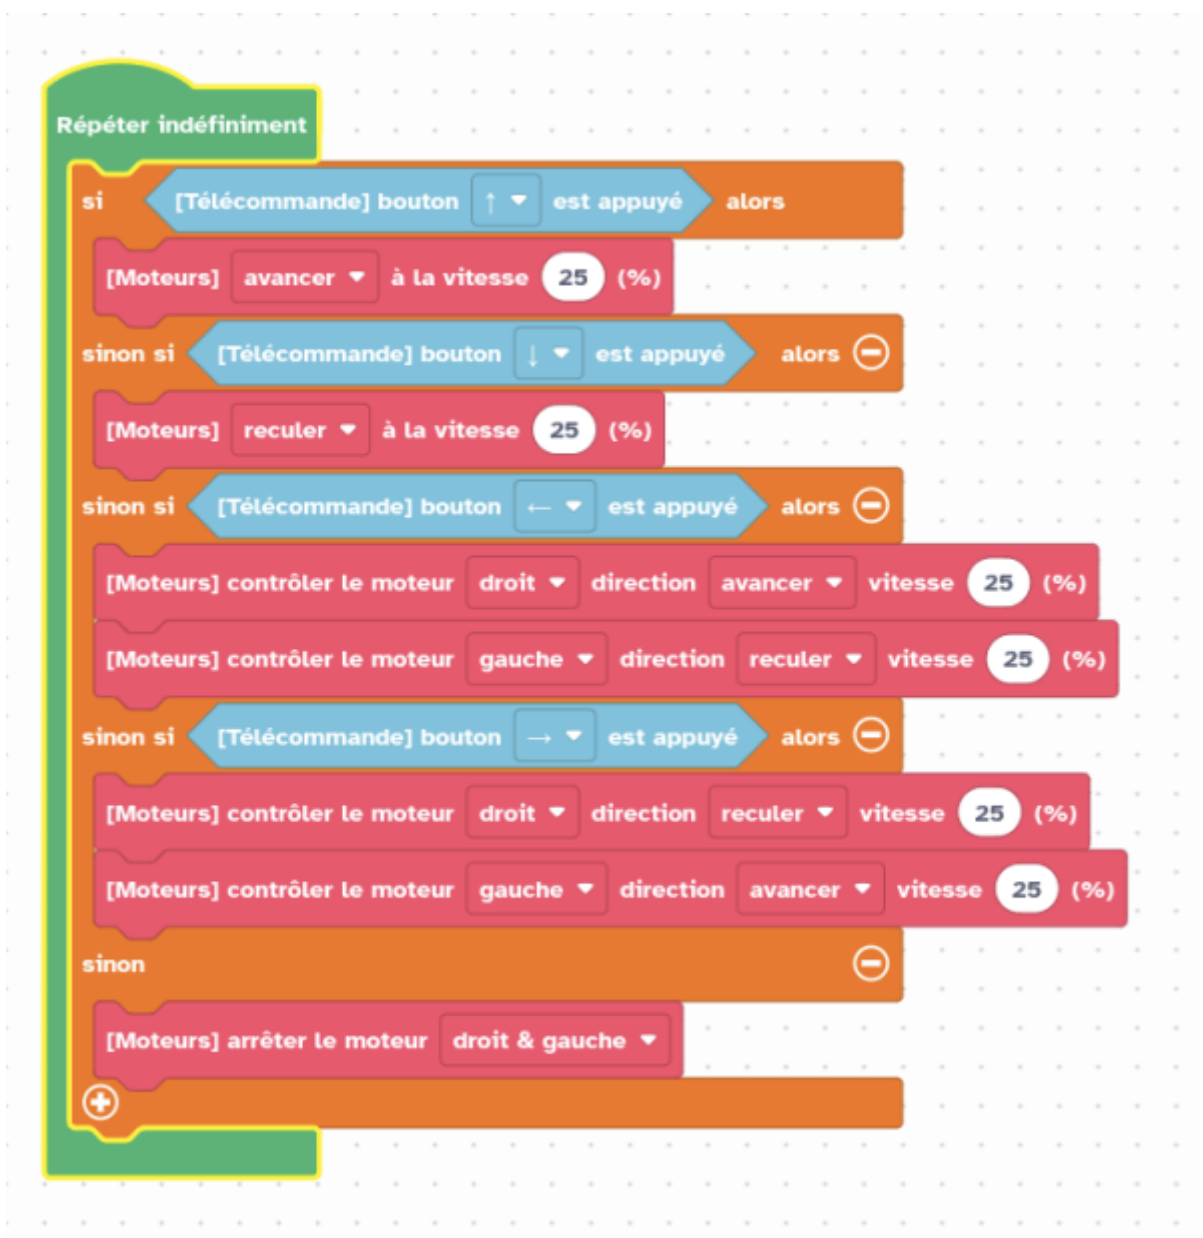 Répéter indéfiniment
si [Télécommande] bouton ↑ est appuyé alors
[Moteurs] avancer à la vitesse 25 (%)
sinon si [Télécommande] bouton ↓ est appuyé alors
[Moteurs] reculer à la vitesse 25 (%)
sinon si [Télécommande] bouton ← est appuyé alors
[Moteurs] contrôler le moteur droit direction avancer vitesse 25 (%)
[Moteurs] contrôler le moteur gauche direction reculer vitesse 25 (%)
sinon si [Télécommande] bouton → est appuyé alors
[Moteurs] contrôler le moteur droit direction reculer vitesse 25 (%)
[Moteurs] contrôler le moteur gauche direction avancer vitesse 25 (%)
sinon
[Moteurs] arrêter le moteur droit & gauche